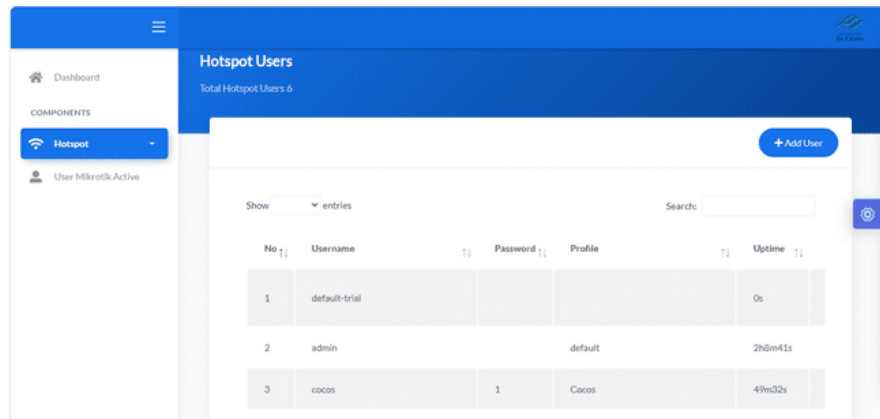 Hotspot Users
Total Hotspot Users 6
Dashboard
COMPONENTS
Hotspot
User Mikrotik Active
+ Add User
Show entries
Search:
No Username Password Profile Uptime
1 default-trial 0s
2 admin default 2h8m41s
3 cocos 1 Cocos 49m32s